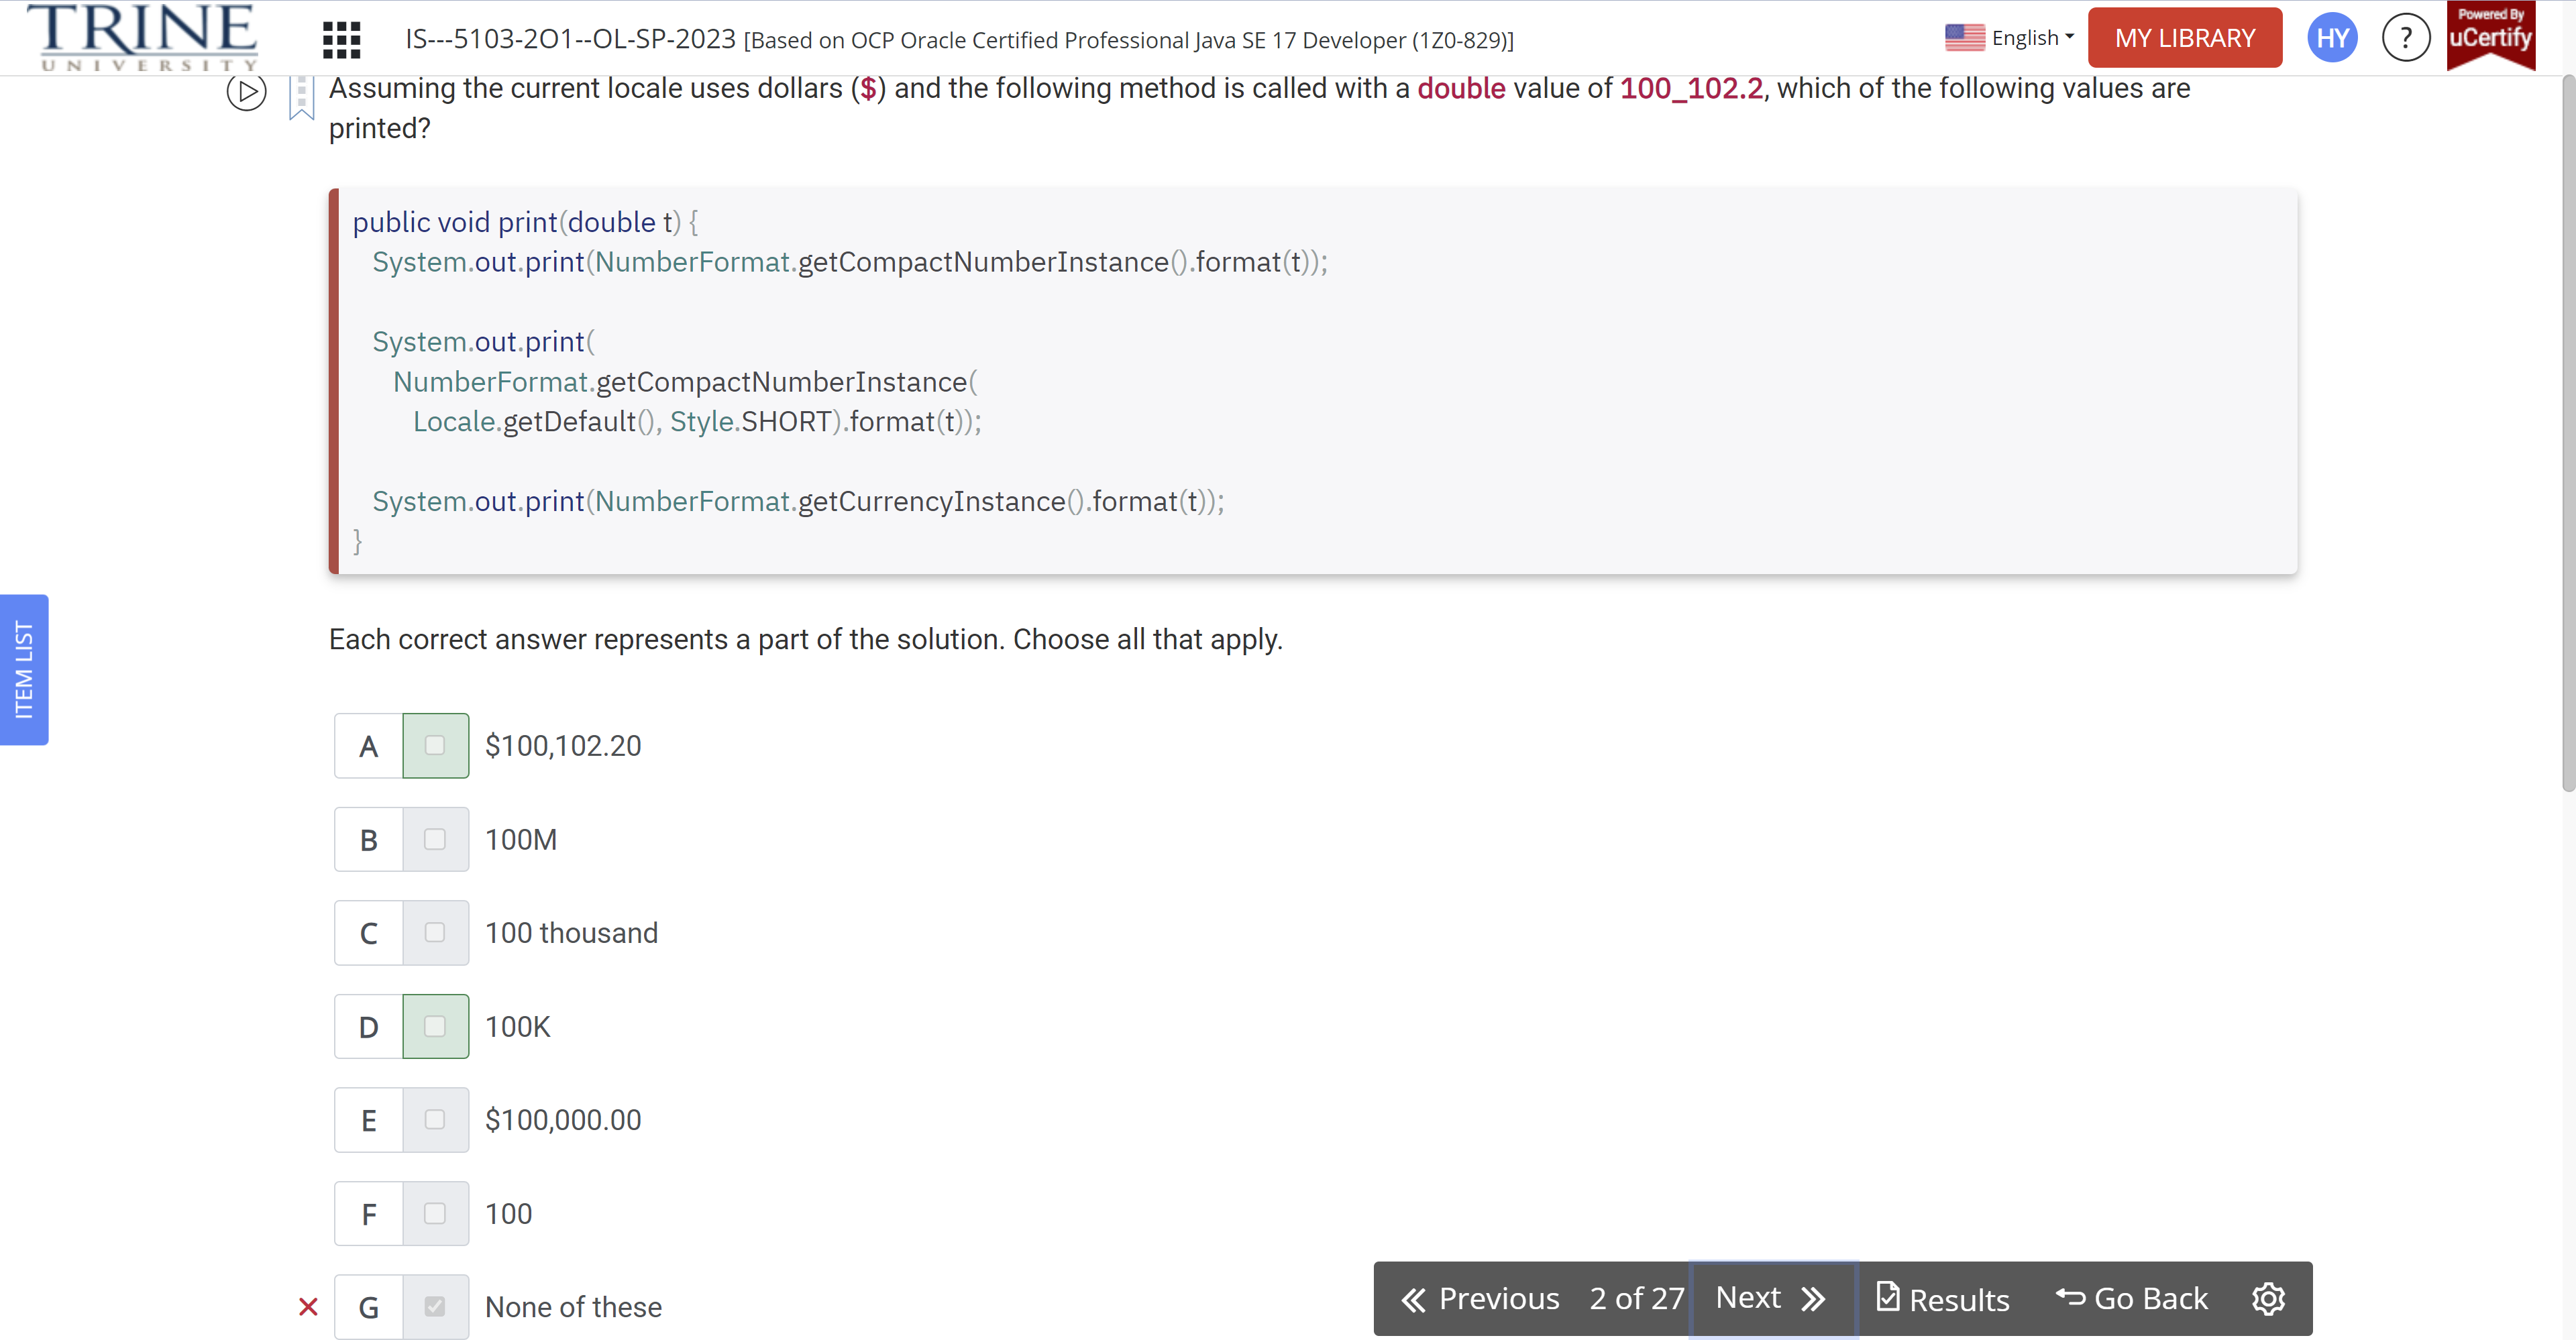 TRINE
UNIVERSITY
IS---5103-2O1--OL-SP-2023 [Based on OCP Oracle Certified Professional Java SE 17 Developer (1Z0-829)]
English
MY LIBRARY
HY
?
Powered By
uCertify
Assuming the current locale uses dollars ($) and the following method is called with a double value of 100_102.2, which of the following values are
printed?
public void print(double t) {
System.out.print(NumberFormat.getCompactNumberInstance().format(t));
System.out.print(
NumberFormat.getCompactNumberInstance(
Locale.getDefault(), Style.SHORT).format(t));
System.out.print(NumberFormat.getCurrencyInstance().format(t));
}
ITEM LIST
Each correct answer represents a part of the solution. Choose all that apply.
A $100,102.20
B 100M
C 100 thousand
D 100K
E $100,000.00
F 100
G None of these
Previous 2 of 27 Next Results Go Back